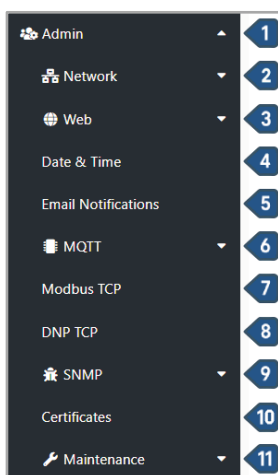 Admin 1
Network 2
Web 3
Date & Time 4
Email Notifications 5
MQTT 6
Modbus TCP 7
DNP TCP 8
SNMP 9
Certificates 10
Maintenance 11